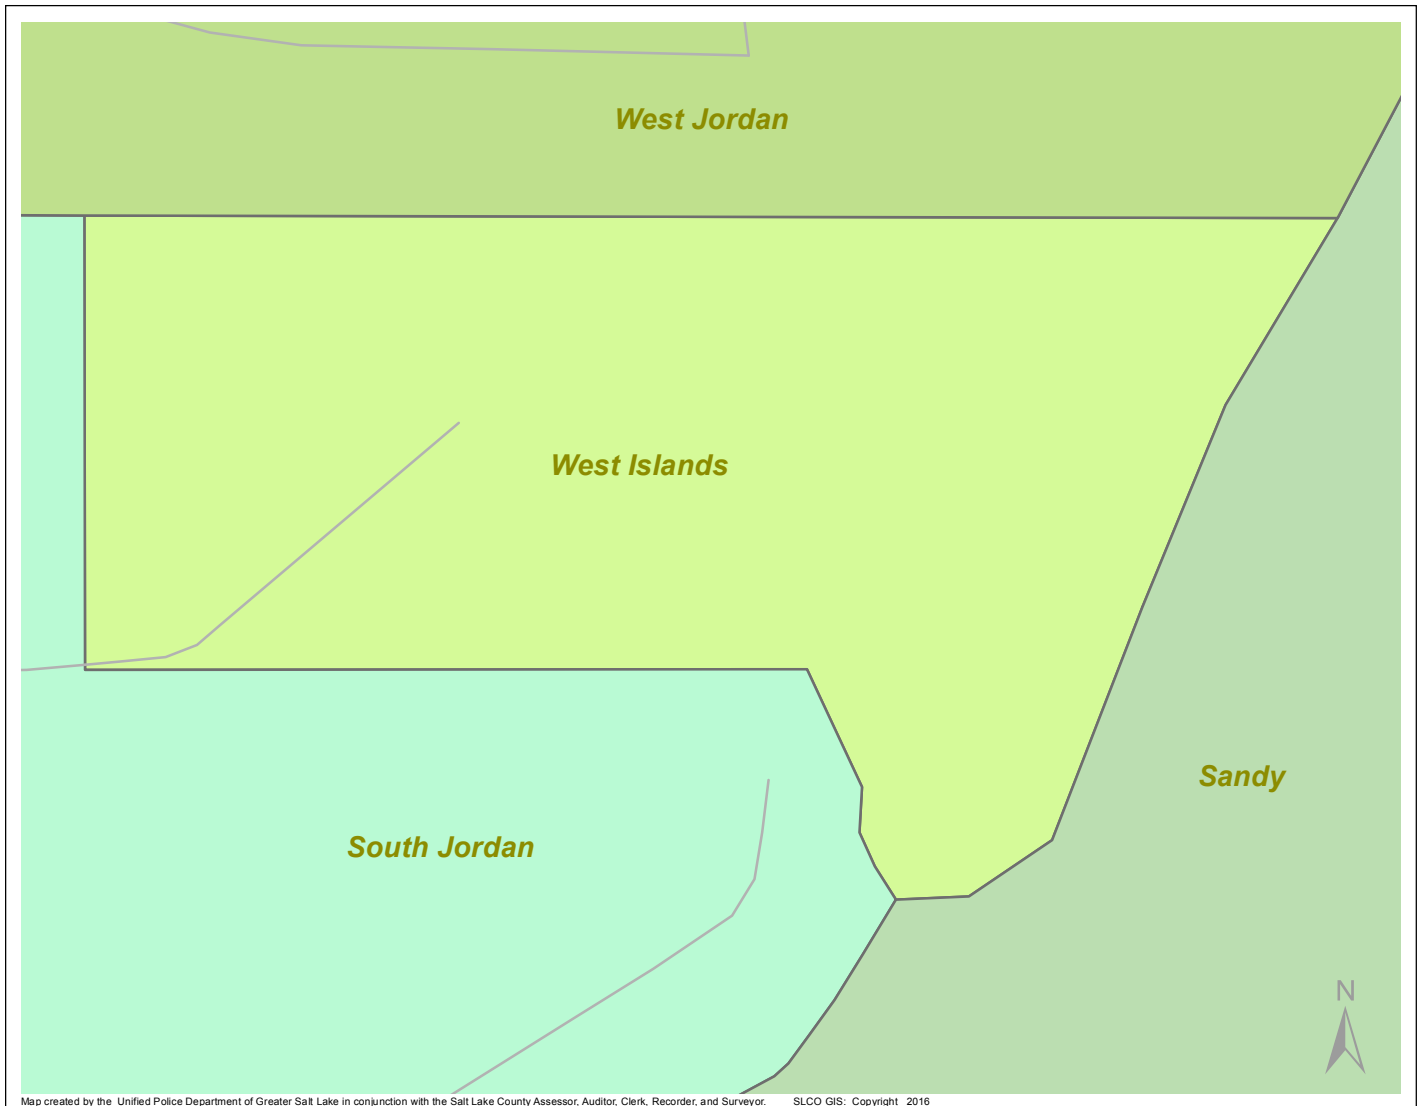 West Jordan
West Islands
Sandy
South Jordan
N
Map created by the Unified Police Department of Greater Salt Lake in conjunction with the Salt Lake County Assessor, Auditor, Clerk, Recorder, and Surveyor. SLCO GIS: Copyright 2016